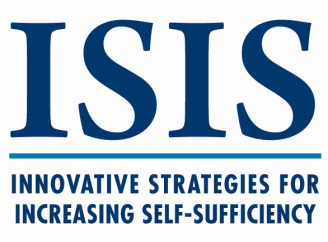 ISIS
INNOVATIVE STRATEGIES FOR
INCREASING SELF-SUFFICIENCY